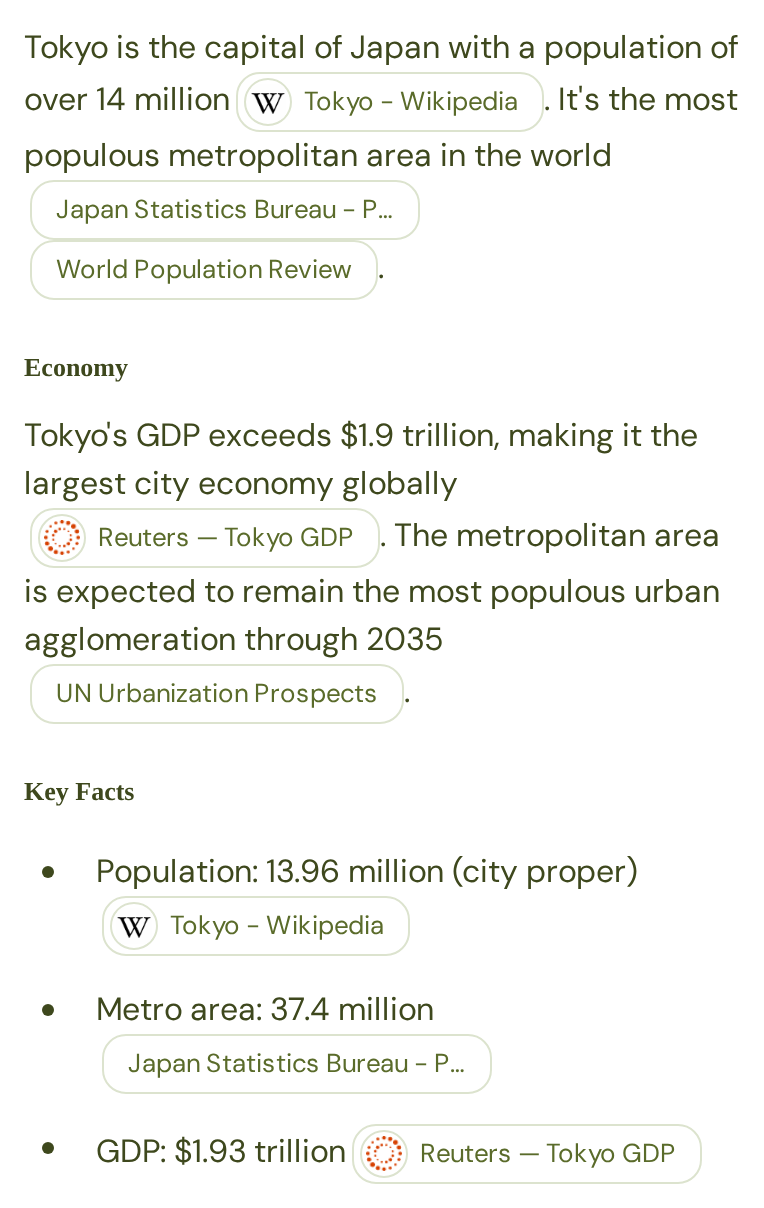 Tokyo is the capital of Japan with a population of
over 14 million W Tokyo - Wikipedia. It's the most
populous metropolitan area in the world
Japan Statistics Bureau - P...
World Population Review.
Economy
Tokyo's GDP exceeds $1.9 trillion, making it the
largest city economy globally
Reuters — Tokyo GDP. The metropolitan area
is expected to remain the most populous urban
agglomeration through 2035
UN Urbanization Prospects.
Key Facts
• Population: 13.96 million (city proper)
W Tokyo - Wikipedia
• Metro area: 37.4 million
Japan Statistics Bureau - P...
• GDP: $1.93 trillion Reuters — Tokyo GDP